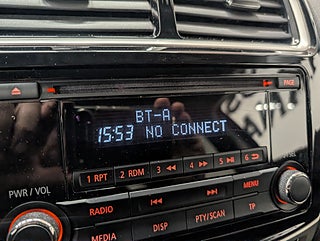 PAGE
BT-A
15:53 NO CONNECT
1 RPT 2 RDM 3 ◀◀ 4 ▶▶ 5 ▶II 6
PWR / VOL
RADIO MENU
MEDIA DISP PTY/SCAN TP